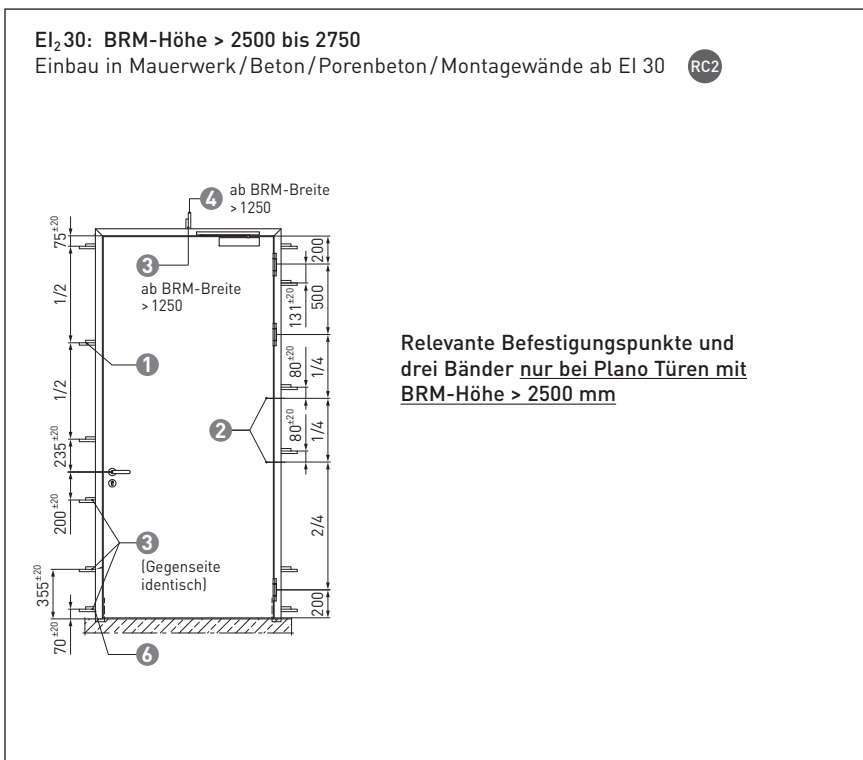 EI₂30: BRM-Höhe > 2500 bis 2750
Einbau in Mauerwerk/Beton/Porenbeton/Montagewände ab EI 30 RC2
4 ab BRM-Breite
> 1250
3
ab BRM-Breite
> 1250
75±20
1/2
1/2
235±20
200±20
355±20
70±20
1
2
3
(Gegenseite
identisch)
6
200
500
131±20
80±20
1/4
80±20
1/4
2/4
200
Relevante Befestigungspunkte und
drei Bänder nur bei Plano Türen mit
BRM-Höhe > 2500 mm